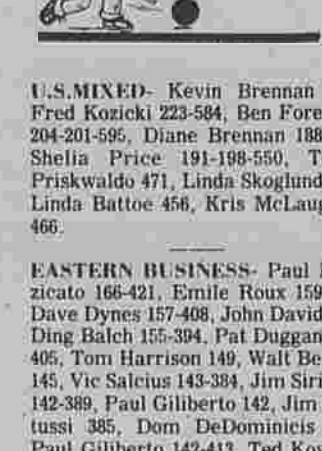 U.S.MIXED- Kevin Brennan
Fred Kozicki 223-584, Ben Fore
204-201-595, Diane Brennan 188
Shelia Price 191-198-550, T
Priskwaldo 471, Linda Skoglund
Linda Battoe 456, Kris McLaug
466.
EASTERN BUSINESS- Paul
zicato 166-421, Emile Roux 159
Dave Dynes 157-408, John David
Ding Balch 155-394, Pat Duggan
405, Tom Harrison 149, Walt Be
145, Vic Salcius 143-384, Jim Siri
142-389, Paul Giliberto 142, Jim
tussi 385, Dom DeDominicis
Paul Giliberto 142-413, Ted Kos